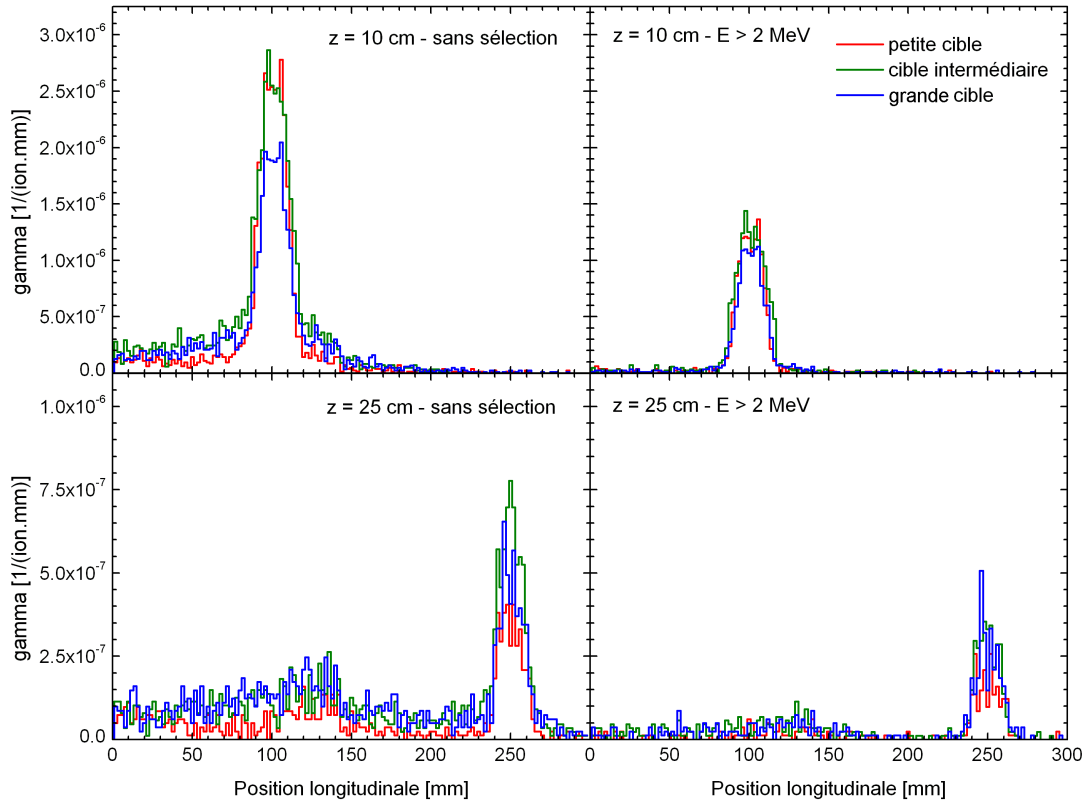 z = 10 cm - sans sélection
z = 10 cm - E > 2 MeV
petite cible
cible intermédiaire
grande cible
gamma [1/(ion.mm)]
3.0x10⁻⁶
2.5x10⁻⁶
2.0x10⁻⁶
1.5x10⁻⁶
1.0x10⁻⁶
5.0x10⁻⁷
0.0
z = 25 cm - sans sélection
z = 25 cm - E > 2 MeV
gamma [1/(ion.mm)]
1.0x10⁻⁶
7.5x10⁻⁷
5.0x10⁻⁷
2.5x10⁻⁷
0.0
0 50 100 150 200 250 0 50 100 150 200 250 300
Position longitudinale [mm] Position longitudinale [mm]